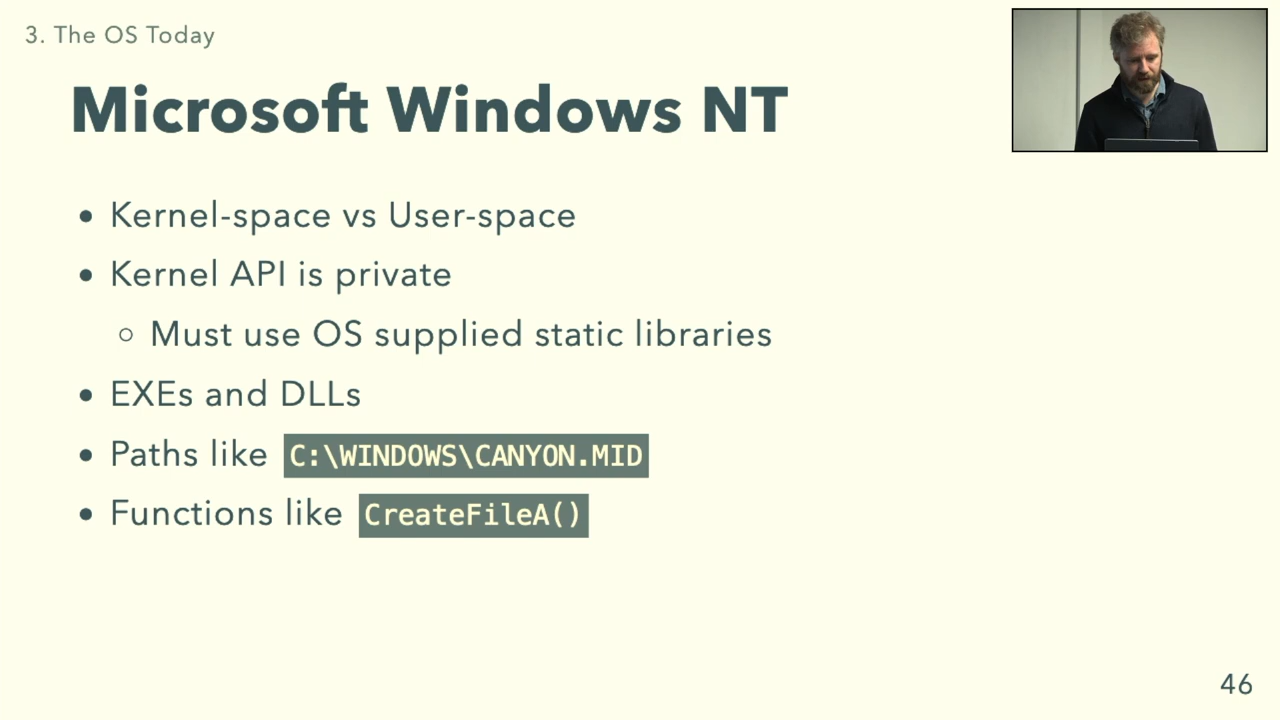 3. The OS Today
Microsoft Windows NT
• Kernel-space vs User-space
• Kernel API is private
○ Must use OS supplied static libraries
• EXEs and DLLs
• Paths like C:\WINDOWS\CANYON.MID
• Functions like CreateFileA()
46